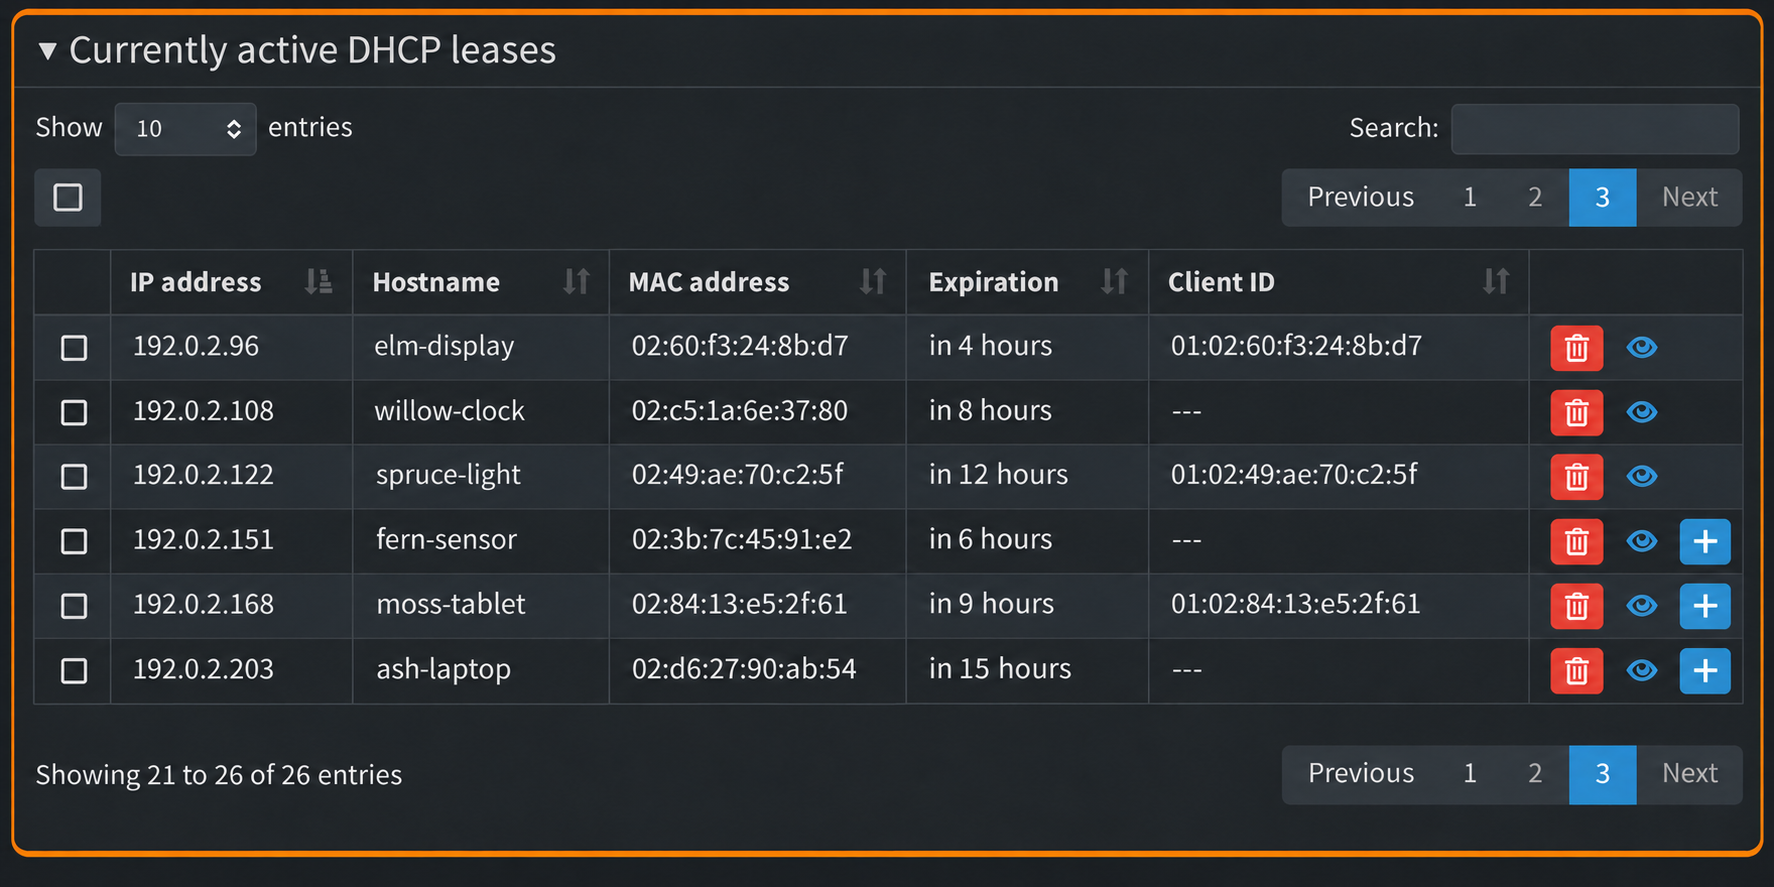 ▼ Currently active DHCP leases
Show 10 entries Search:
Previous 1 2 3 Next
IP address Hostname MAC address Expiration Client ID
192.0.2.96 elm-display 02:60:f3:24:8b:d7 in 4 hours 01:02:60:f3:24:8b:d7
192.0.2.108 willow-clock 02:c5:1a:6e:37:80 in 8 hours ---
192.0.2.122 spruce-light 02:49:ae:70:c2:5f in 12 hours 01:02:49:ae:70:c2:5f
192.0.2.151 fern-sensor 02:3b:7c:45:91:e2 in 6 hours ---
192.0.2.168 moss-tablet 02:84:13:e5:2f:61 in 9 hours 01:02:84:13:e5:2f:61
192.0.2.203 ash-laptop 02:d6:27:90:ab:54 in 15 hours ---
Showing 21 to 26 of 26 entries Previous 1 2 3 Next